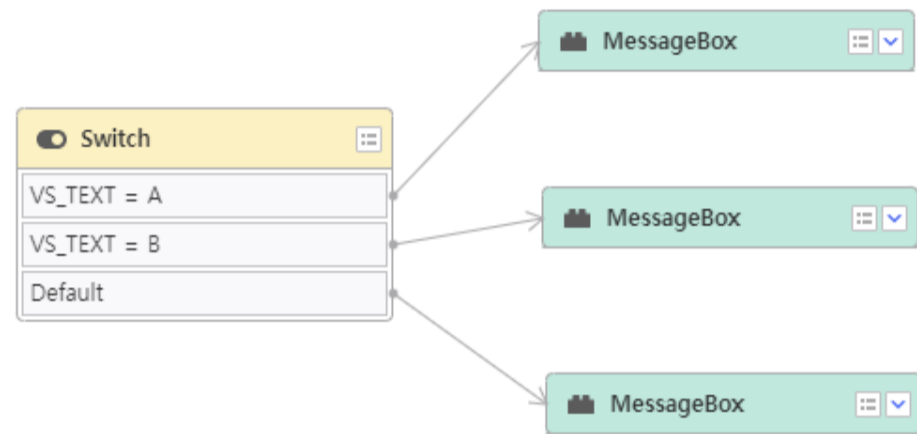 MessageBox
Switch
VS_TEXT = A
VS_TEXT = B
Default
MessageBox
MessageBox